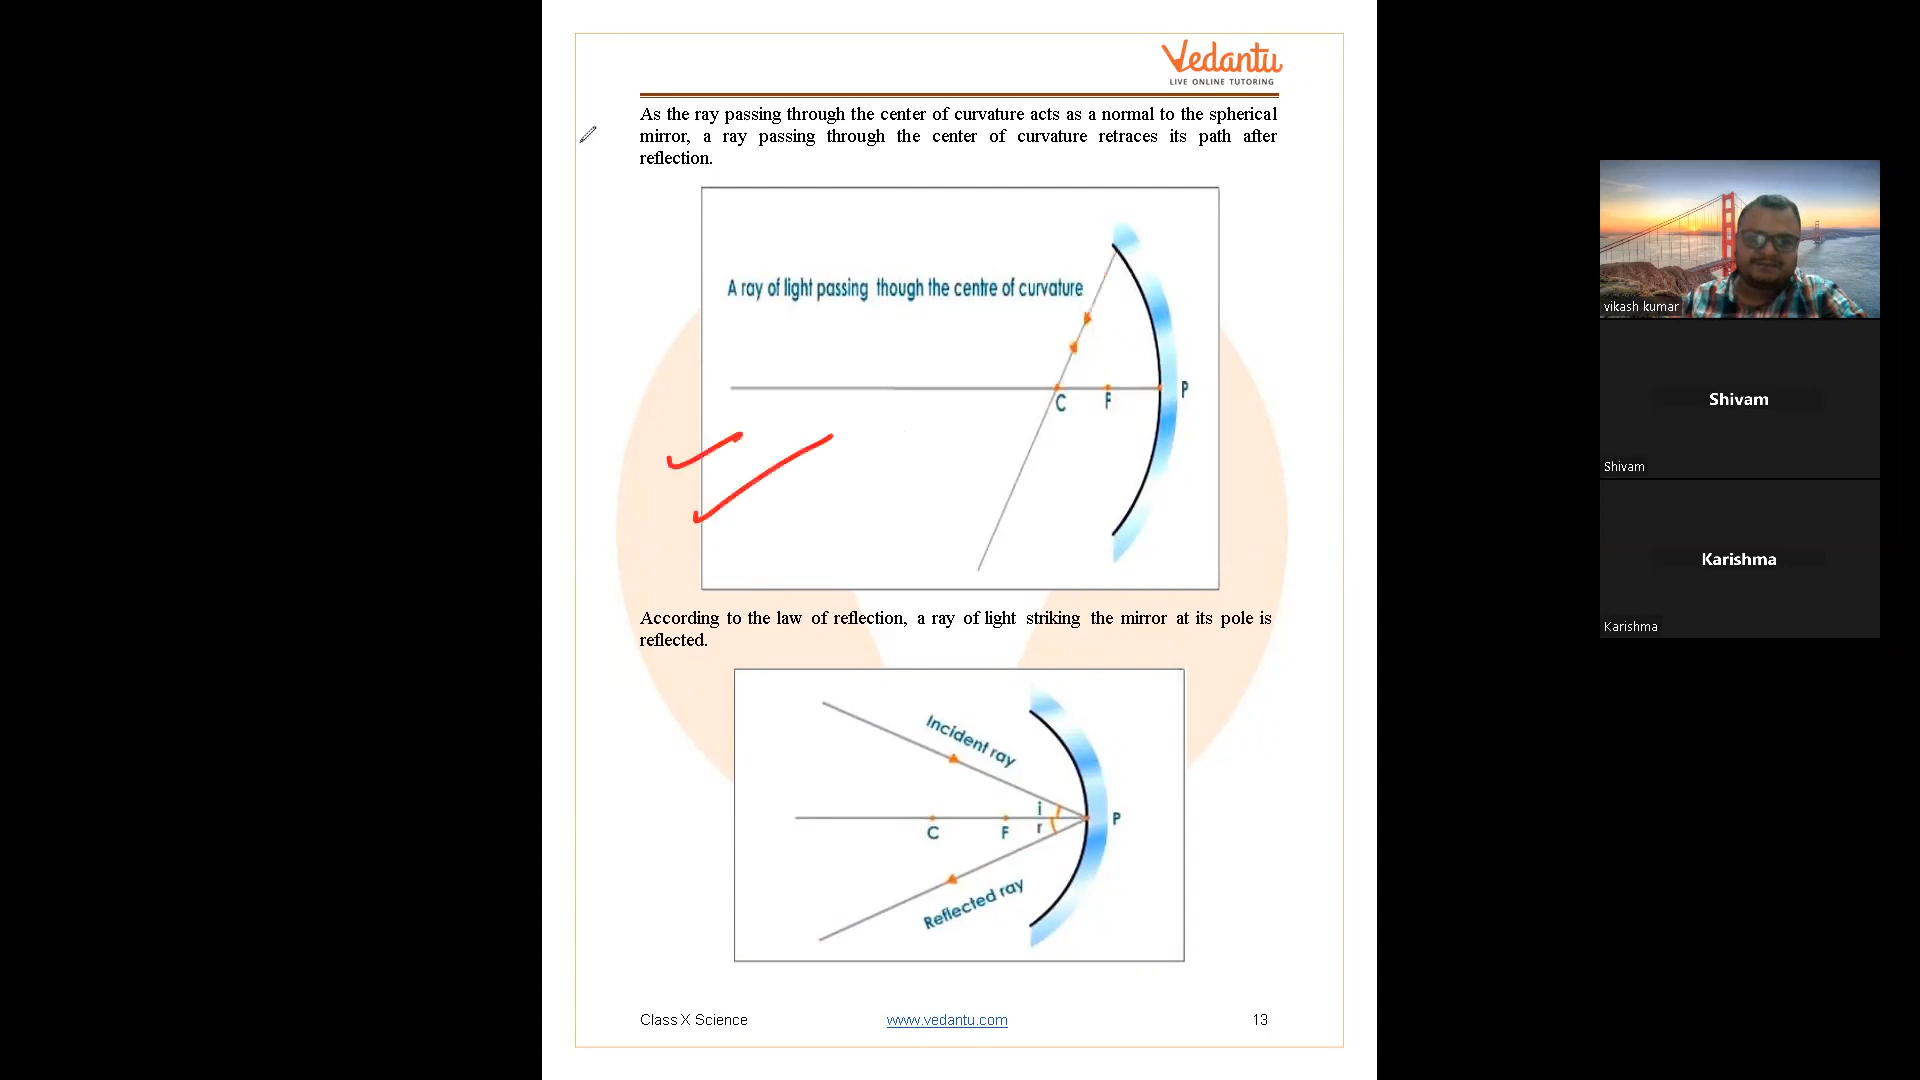 Vedantu
LIVE ONLINE TUTORING
As the ray passing through the center of curvature acts as a normal to the spherical
mirror, a ray passing through the center of curvature retraces its path after
reflection.
A ray of light passing though the centre of curvature
C
F
P
According to the law of reflection, a ray of light striking the mirror at its pole is
reflected.
Incident ray
i
r
C
F
P
Reflected ray
Class X Science
www.vedantu.com
13
vikash kumar
Shivam
Shivam
Karishma
Karishma